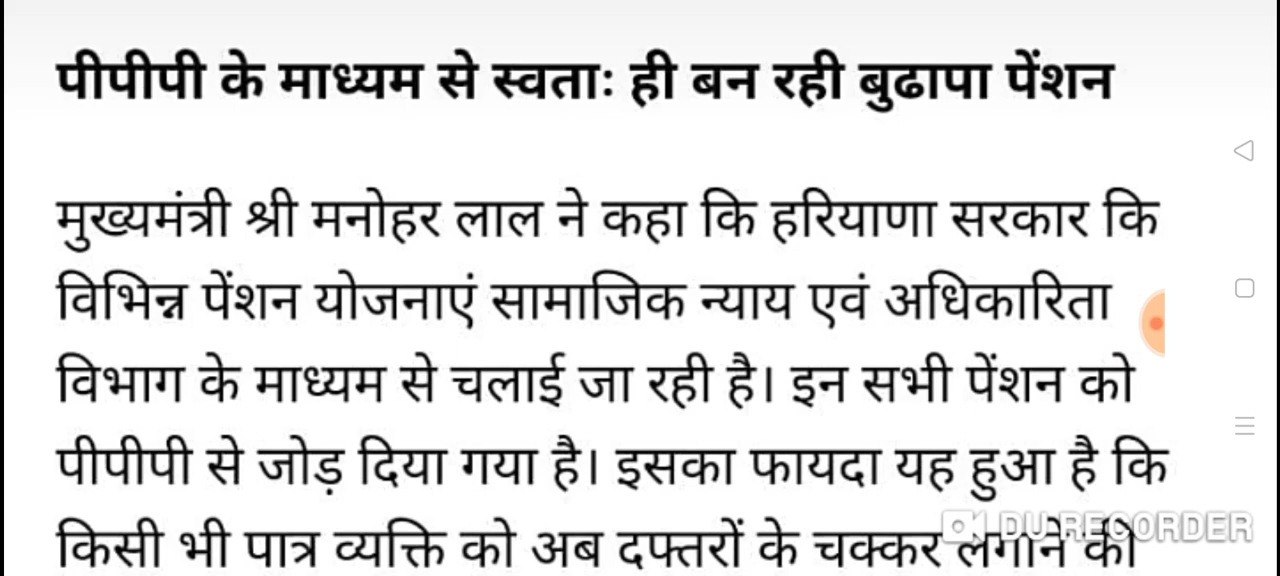 पीपीपी के माध्यम से स्वताः ही बन रही बुढापा पेंशन
मुख्यमंत्री श्री मनोहर लाल ने कहा कि हरियाणा सरकार कि
विभिन्न पेंशन योजनाएं सामाजिक न्याय एवं अधिकारिता
विभाग के माध्यम से चलाई जा रही है। इन सभी पेंशन को
पीपीपी से जोड़ दिया गया है। इसका फायदा यह हुआ है कि
किसी भी पात्र व्यक्ति को अब दफ्तरों के चक्कर लगाने की
DU RECORDER